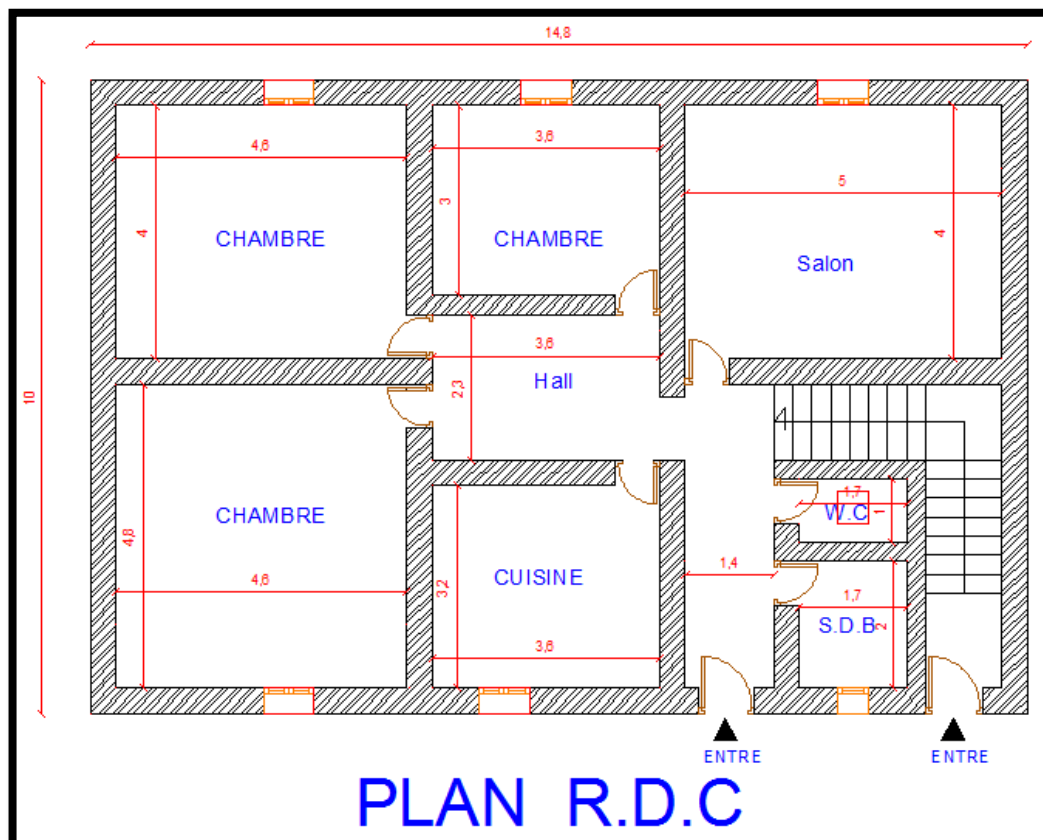 14,8
10
4,6
3,6
5
4
3
4
CHAMBRE
CHAMBRE
Salon
3,6
2,3
Hall
4,8
CHAMBRE
4,6
3,2
CUISINE
3,6
1,4
1,7
W.C
1
1,7
S.D.B
2
ENTRE
ENTRE
PLAN R.D.C